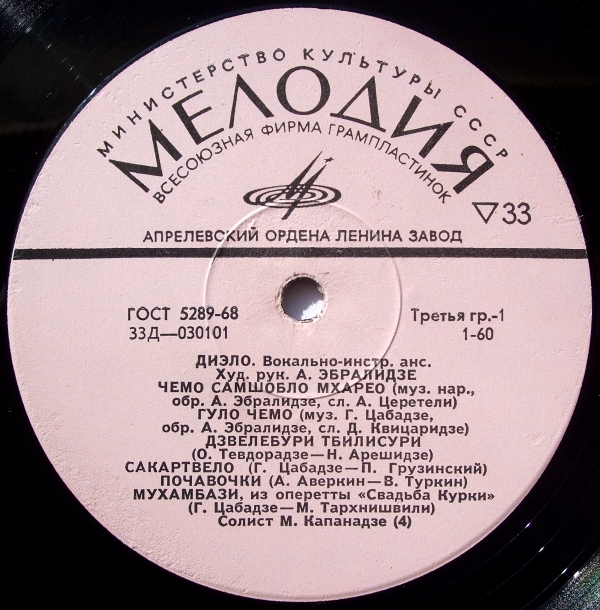 МИНИСТЕРСТВО КУЛЬТУРЫ СССР
МЕЛОДИЯ
ВСЕСОЮЗНАЯ ФИРМА ГРАМПЛАСТИНОК
▽33
АПРЕЛЕВСКИЙ ОРДЕНА ЛЕНИНА ЗАВОД
ГОСТ 5289-68 Третья гр.-1
33Д—030101 1-60
ДИЭЛО. Вокально-инстр. анс.
Худ. рук. А. ЭБРАЛИДЗЕ
ЧЕМО САМШОБЛО МХАРЕО (муз. нар.,
обр. А. Эбралидзе, сл. А. Церетели)
ГУЛО ЧЕМО (муз. Г. Цабадзе,
обр. А. Эбралидзе, сл. Д. Квицаридзе)
ДЗВЕЛЕБУРИ ТБИЛИСУРИ
(О. Тевдорадзе—Н. Арешидзе)
САКАРТВЕЛО (Г. Цабадзе—П. Грузинский)
ПОЧАВОЧКИ (А. Аверкин—В. Туркин)
МУХАМБАЗИ, из оперетты «Свадьба Курки»
(Г. Цабадзе—М. Тархнишвили)
Солист М. Капанадзе (4)